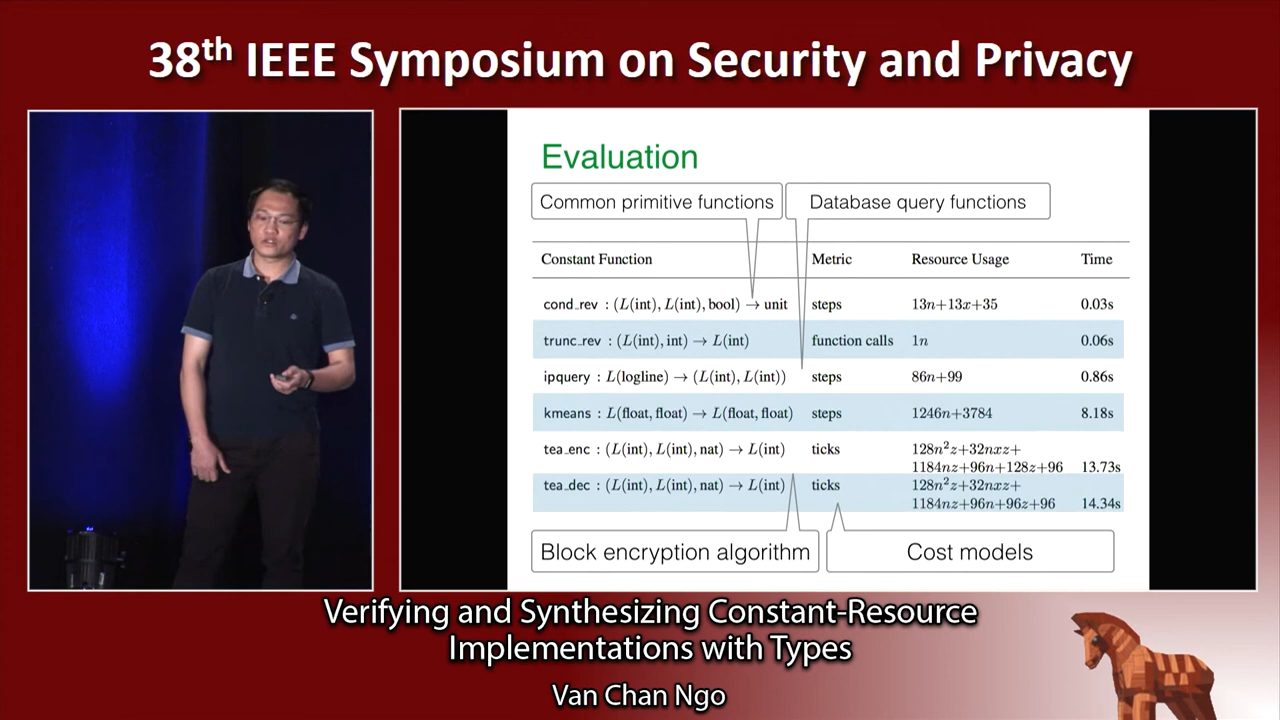 38th IEEE Symposium on Security and Privacy
Evaluation
Common primitive functions
Database query functions
Constant Function Metric Resource Usage Time
cond_rev : (L(int), L(int), bool) → unit steps 13n+13x+35 0.03s
trunc_rev : (L(int), int) → L(int) function calls 1n 0.06s
ipquery : L(logline) → (L(int), L(int)) steps 86n+99 0.86s
kmeans : L(float, float) → L(float, float) steps 1246n+3784 8.18s
tea_enc : (L(int), L(int), nat) → L(int) ticks 128n²z+32nxz+
1184nz+96n+128z+96 13.73s
tea_dec : (L(int), L(int), nat) → L(int) ticks 128n²z+32nxz+
1184nz+96n+96z+96 14.34s
Block encryption algorithm
Cost models
Verifying and Synthesizing Constant-Resource
Implementations with Types
Van Chan Ngo